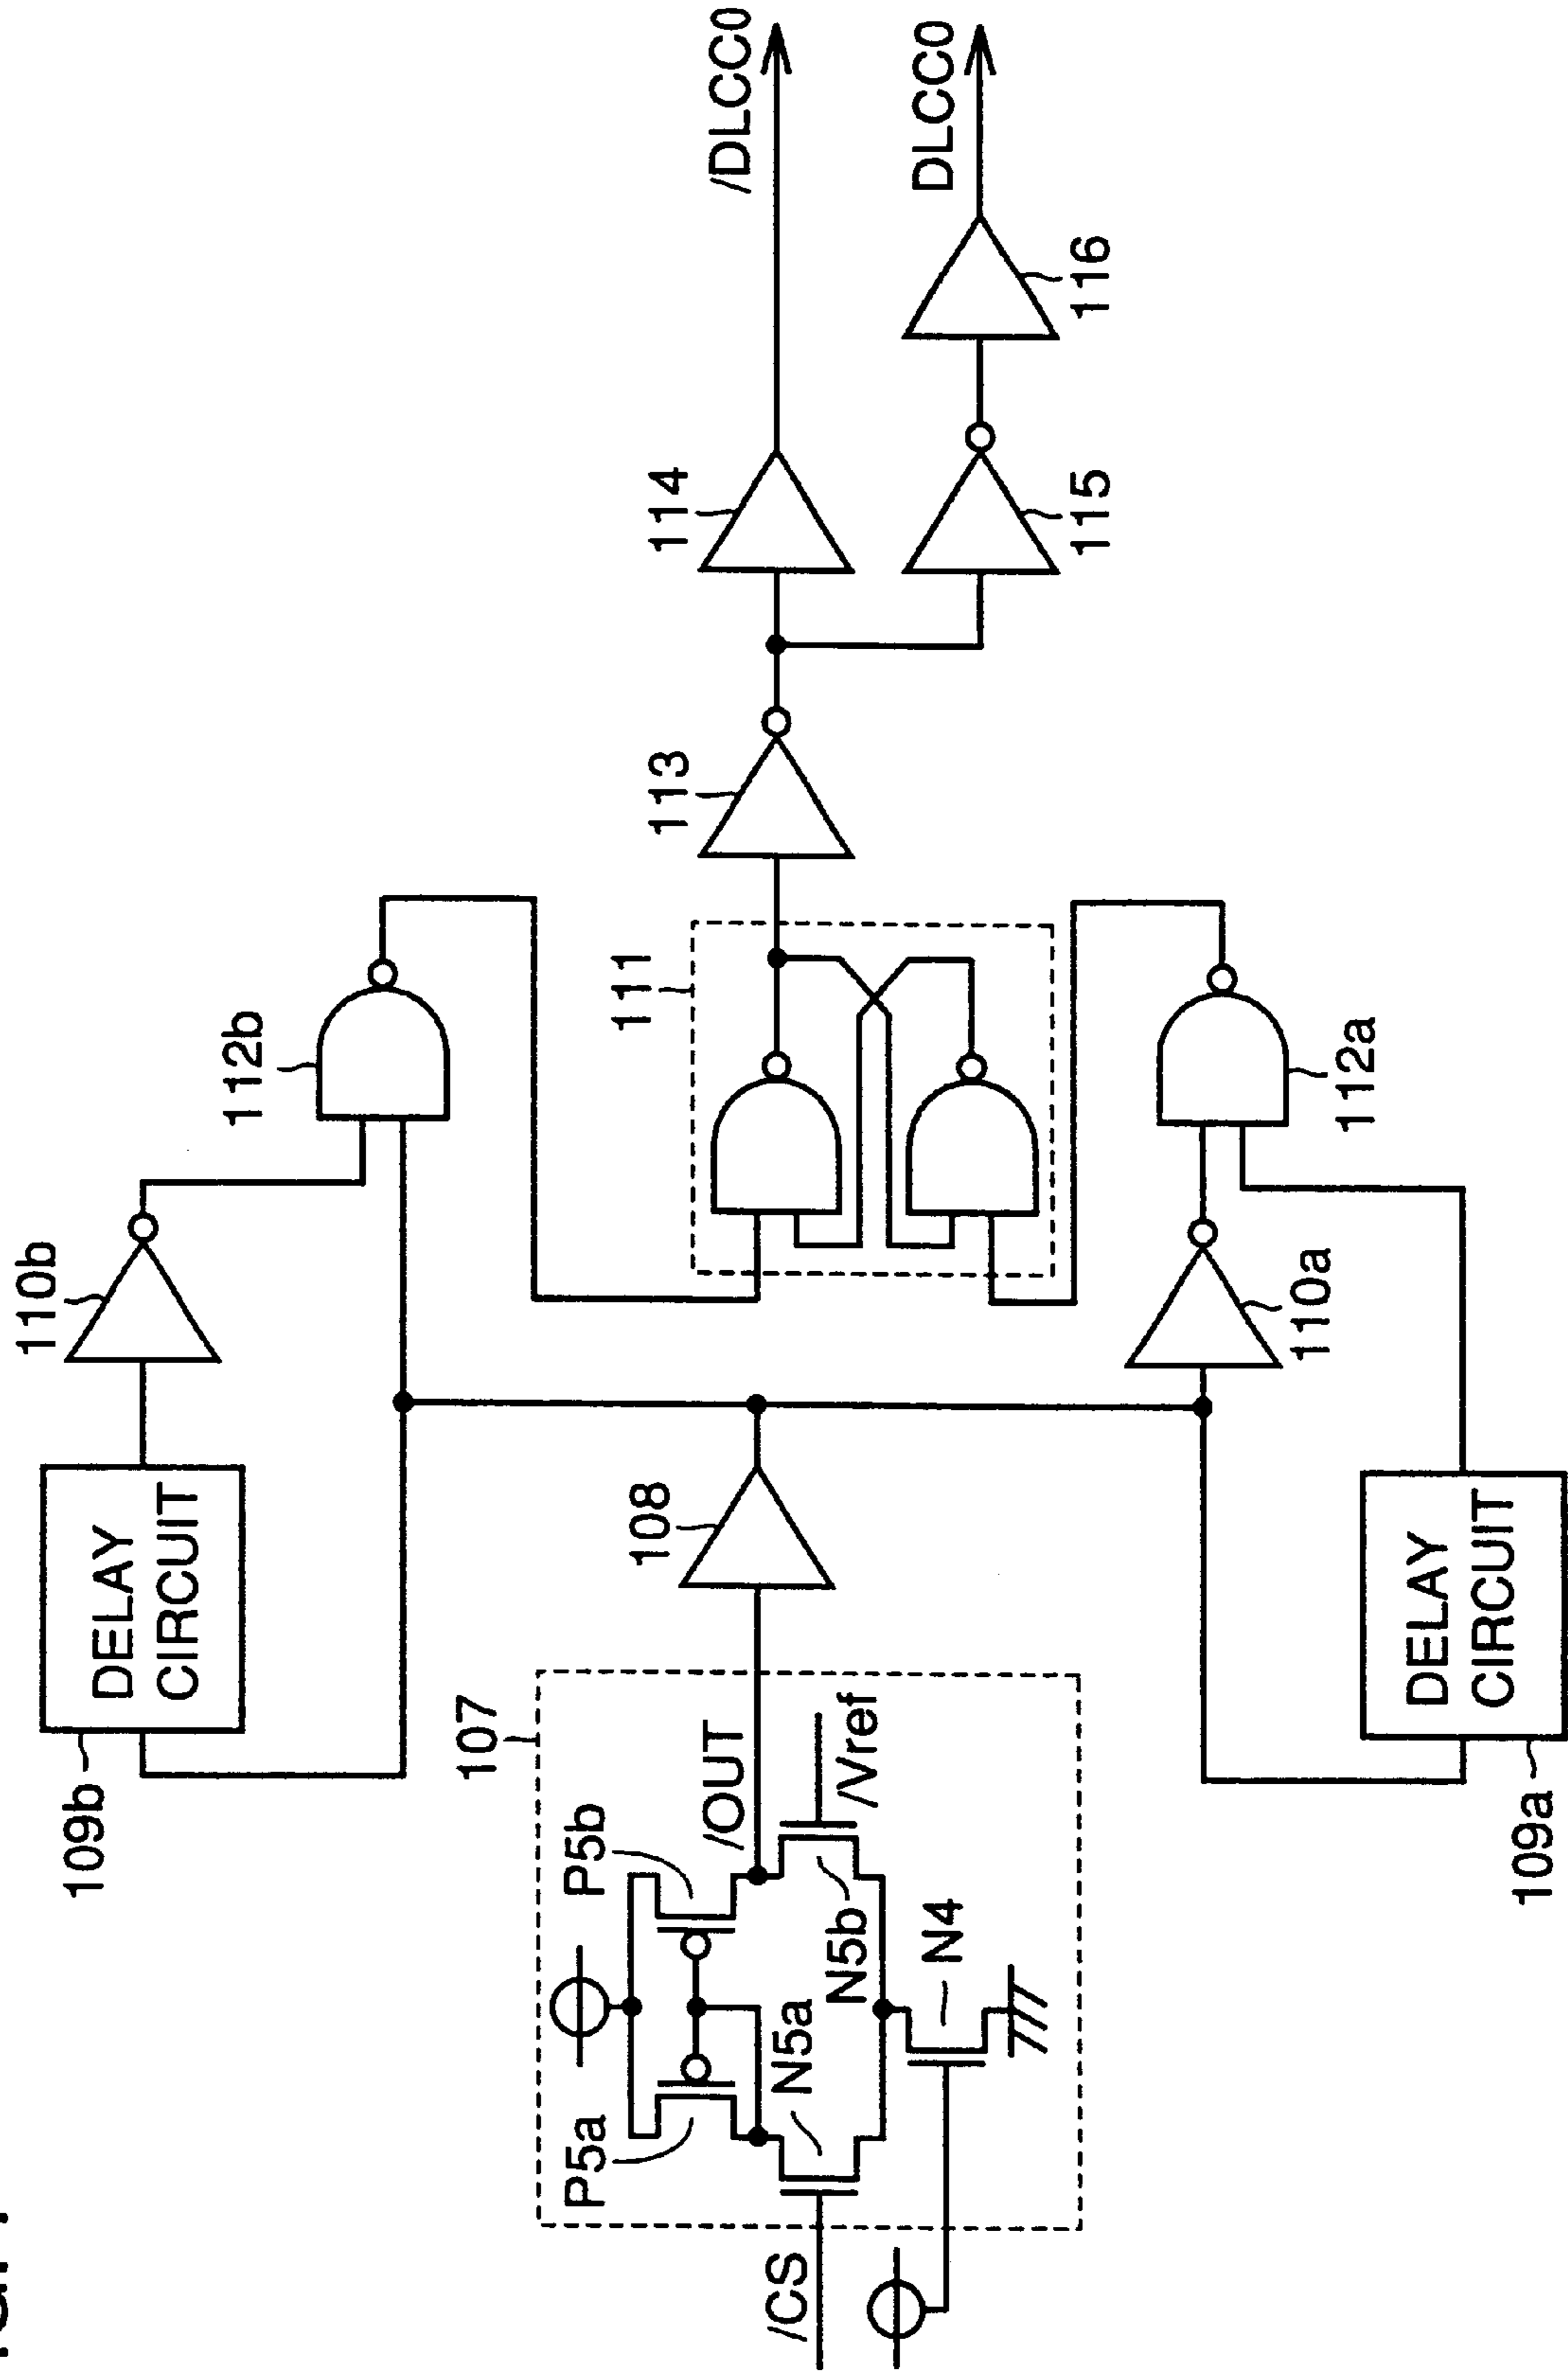 109b
DELAY
CIRCUIT
110b
112b
107
P5a
P5b
/OUT
N5a
N5b
/Vref
N4
/CS
108
111
113
114
/DLCC0
115
116
DLCC0
109a
DELAY
CIRCUIT
110a
112a